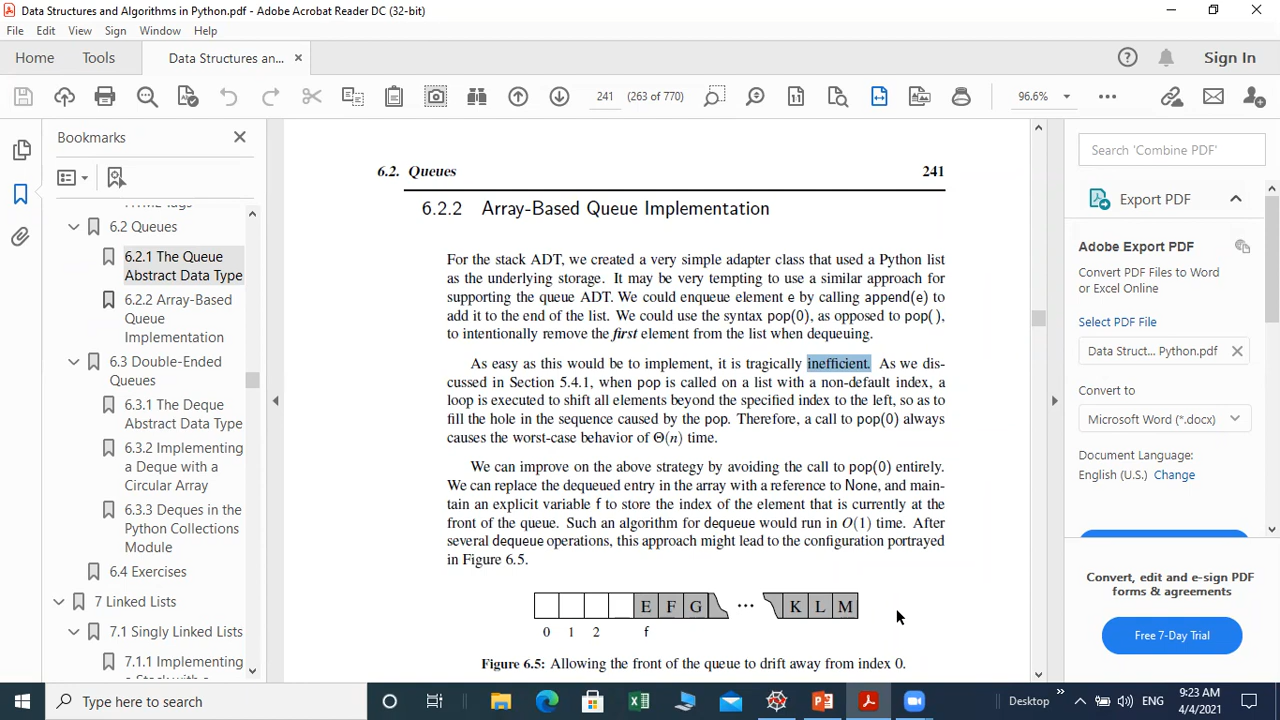 Data Structures and Algorithms in Python.pdf - Adobe Acrobat Reader DC (32-bit)
File Edit View Sign Window Help
Home Tools Data Structures an... × Sign In
241 (263 of 770) 96.6%
Bookmarks
6.2 Queues
6.2.1 The Queue
Abstract Data Type
6.2.2 Array-Based
Queue
Implementation
6.3 Double-Ended
Queues
6.3.1 The Deque
Abstract Data Type
6.3.2 Implementing
a Deque with a
Circular Array
6.3.3 Deques in the
Python Collections
Module
6.4 Exercises
7 Linked Lists
7.1 Singly Linked Lists
7.1.1 Implementing
6.2. Queues 241
6.2.2 Array-Based Queue Implementation
For the stack ADT, we created a very simple adapter class that used a Python list
as the underlying storage. It may be very tempting to use a similar approach for
supporting the queue ADT. We could enqueue element e by calling append(e) to
add it to the end of the list. We could use the syntax pop(0), as opposed to pop( ),
to intentionally remove the first element from the list when dequeuing.
As easy as this would be to implement, it is tragically inefficient. As we dis-
cussed in Section 5.4.1, when pop is called on a list with a non-default index, a
loop is executed to shift all elements beyond the specified index to the left, so as to
fill the hole in the sequence caused by the pop. Therefore, a call to pop(0) always
causes the worst-case behavior of Θ(n) time.
We can improve on the above strategy by avoiding the call to pop(0) entirely.
We can replace the dequeued entry in the array with a reference to None, and main-
tain an explicit variable f to store the index of the element that is currently at the
front of the queue. Such an algorithm for dequeue would run in O(1) time. After
several dequeue operations, this approach might lead to the configuration portrayed
in Figure 6.5.
E F G ... K L M
0 1 2 f
Figure 6.5: Allowing the front of the queue to drift away from index 0.
Search 'Combine PDF'
Export PDF
Adobe Export PDF
Convert PDF Files to Word
or Excel Online
Select PDF File
Data Struct... Python.pdf
Convert to
Microsoft Word (*.docx)
Document Language:
English (U.S.) Change
Convert, edit and e-sign PDF
forms & agreements
Free 7-Day Trial
Type here to search
Desktop ENG
9:23 AM
4/4/2021